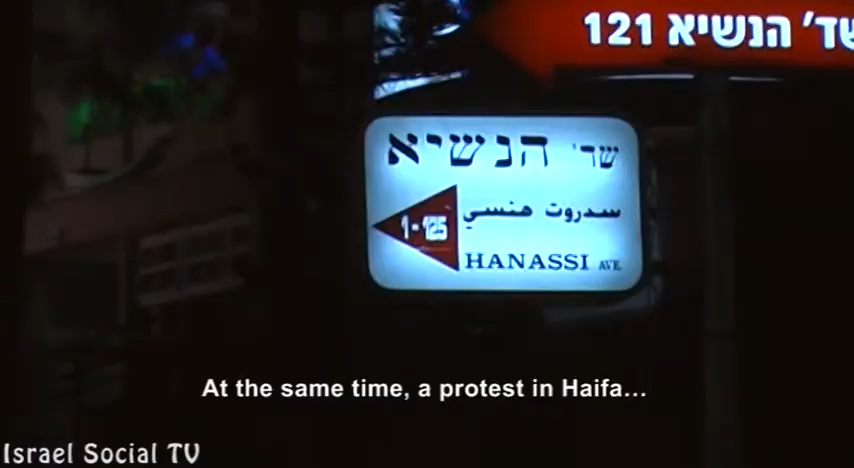 שד' הנשיא 121
שד' הנשיא
سدروت هنسي
1-125
HANASSI AVE.
At the same time, a protest in Haifa...
Israel Social TV